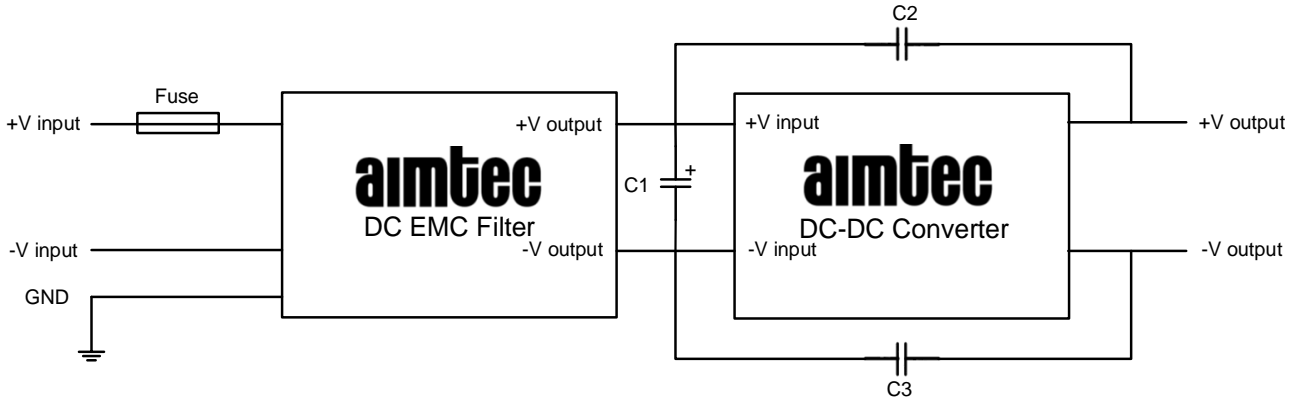 C2
Fuse
+V input
+V output
+V input
+V output
aimtec
DC EMC Filter
C1
+
aimtec
DC-DC Converter
-V input
-V output
-V input
-V output
GND
C3